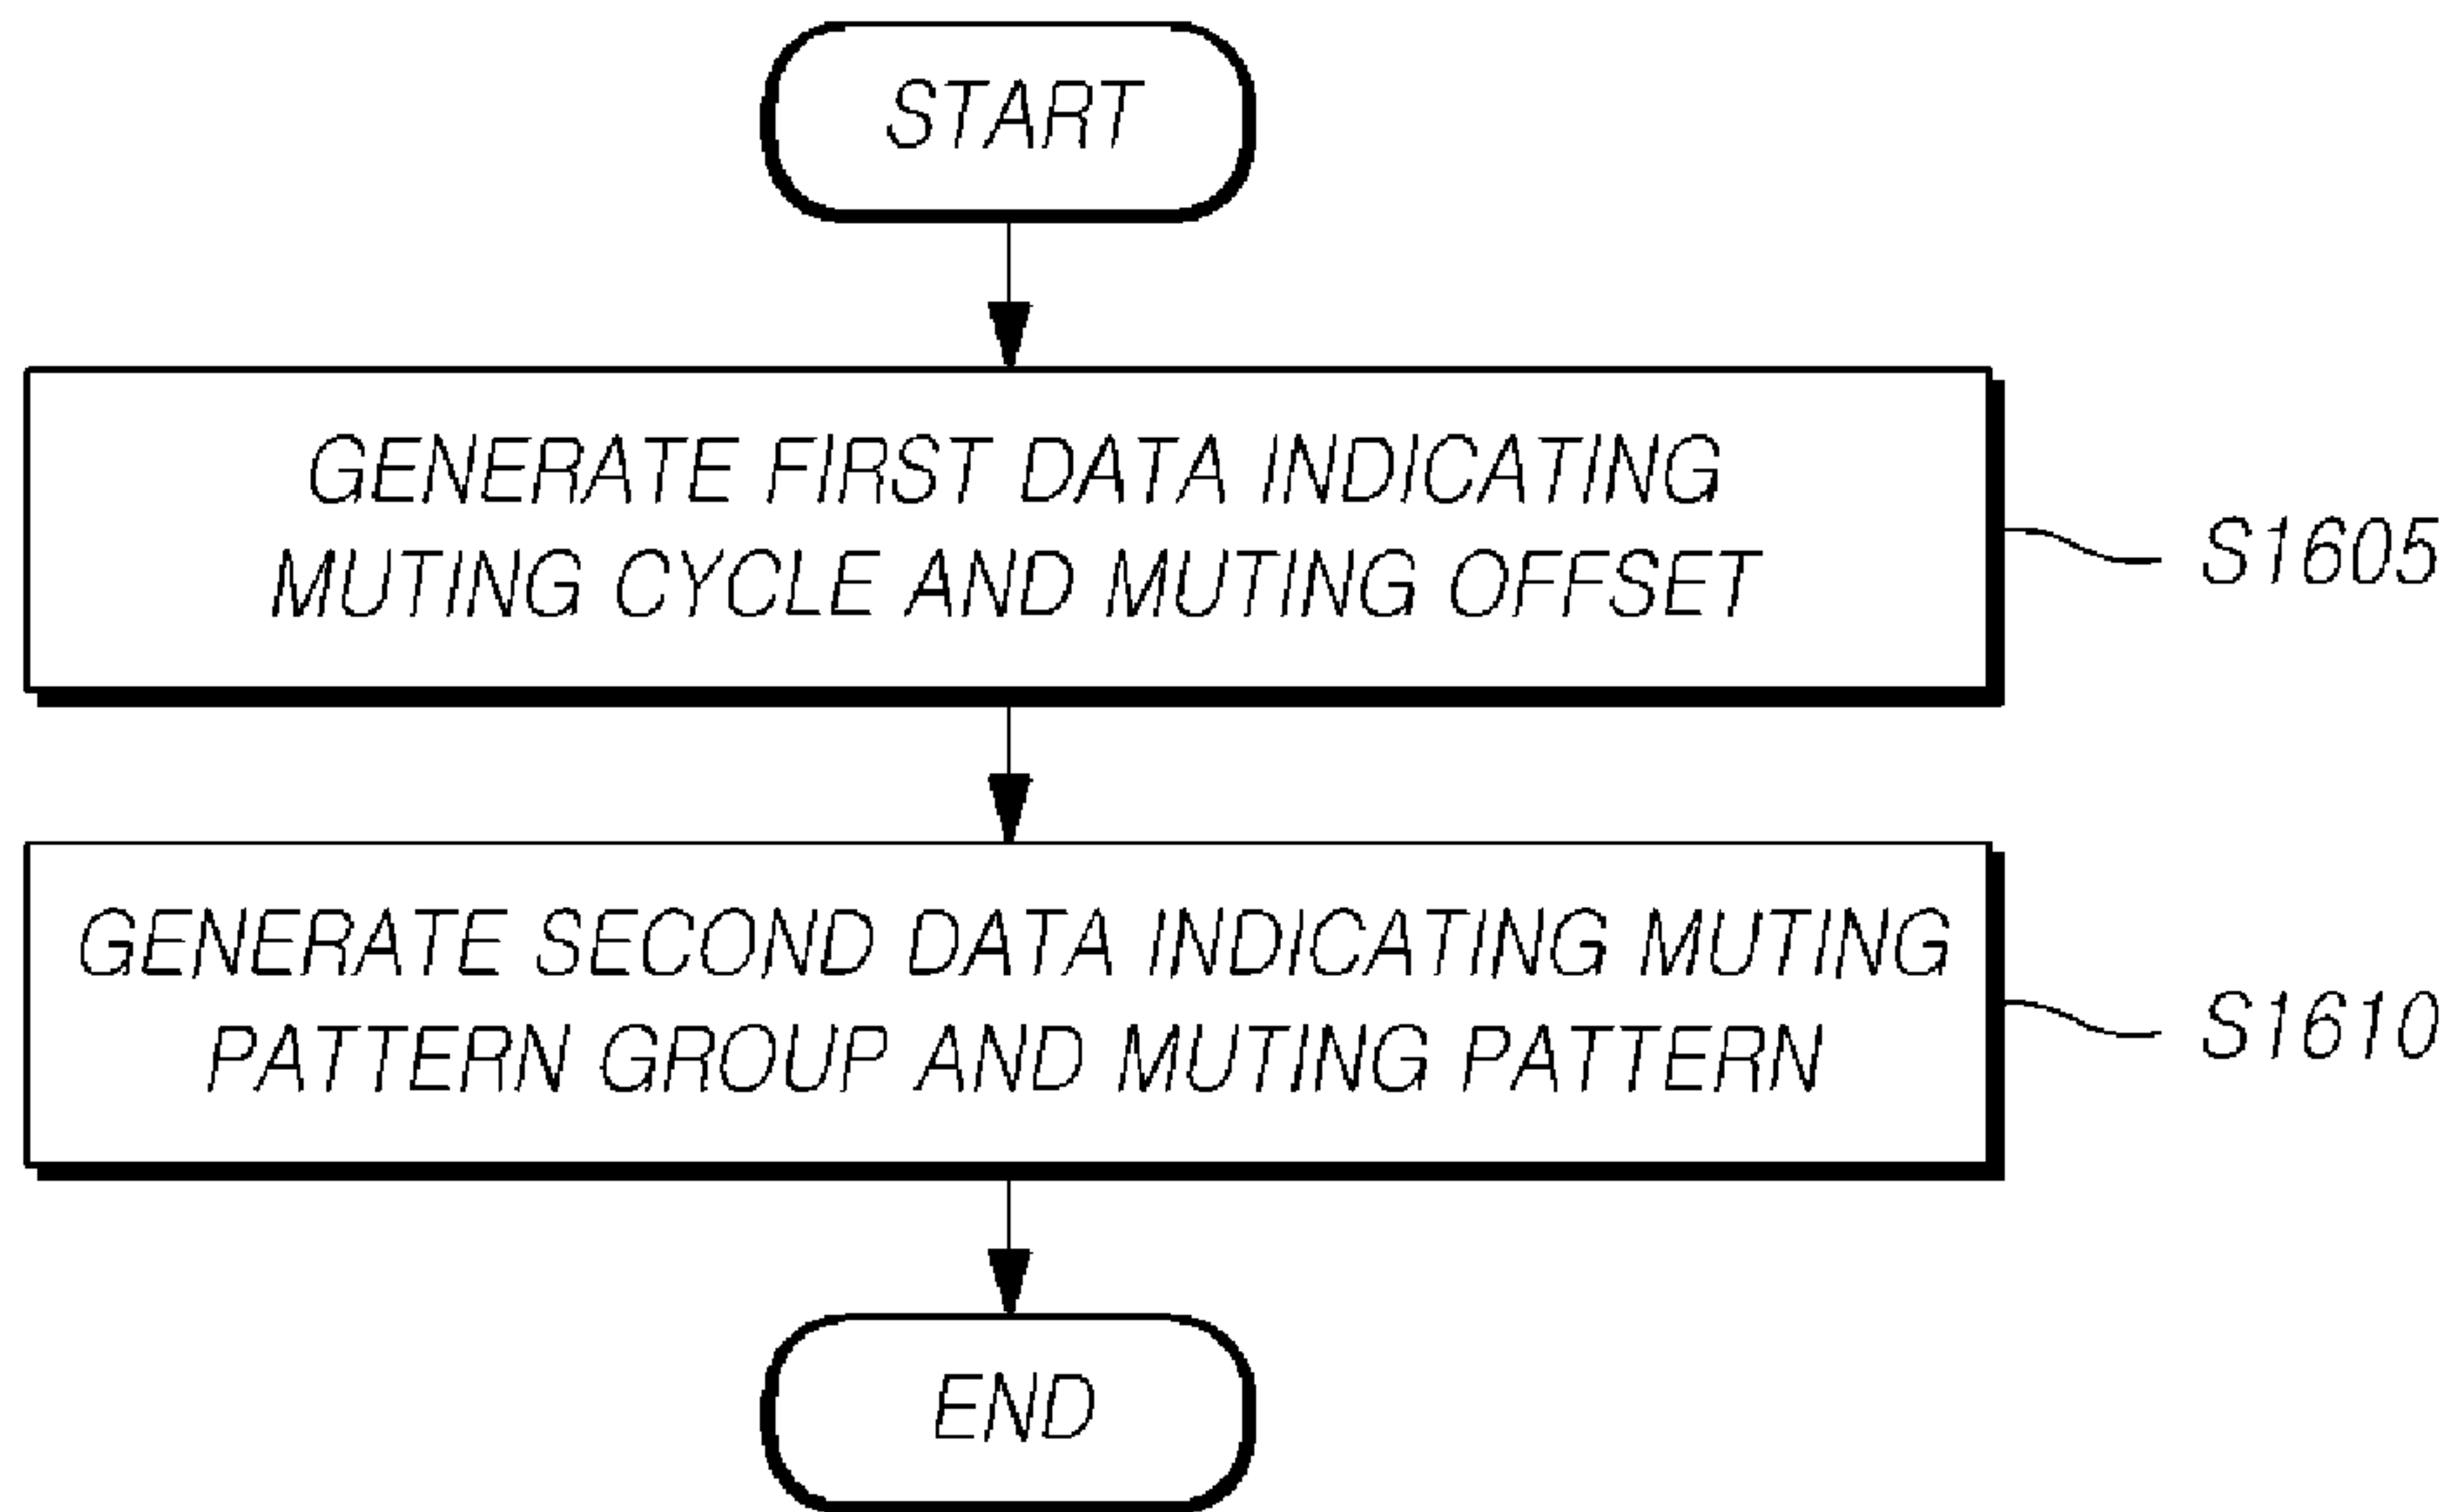 START
GENERATE FIRST DATA INDICATING
MUTING CYCLE AND MUTING OFFSET
S1605
GENERATE SECOND DATA INDICATING MUTING
PATTERN GROUP AND MUTING PATTERN
S1610
END